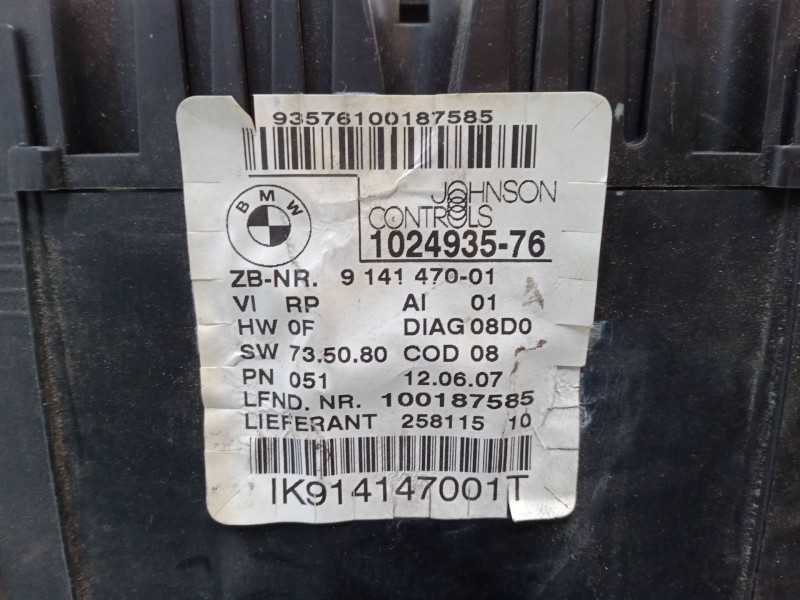 93576100187585
BMW
JOHNSON
CONTROLS
1024935-76
ZB-NR. 9 141 470-01
VI RP AI 01
HW 0F DIAG 08D0
SW 73.50.80 COD 08
PN 051 12.06.07
LFND. NR. 100187585
LIEFERANT 258115 10
IK914147001T